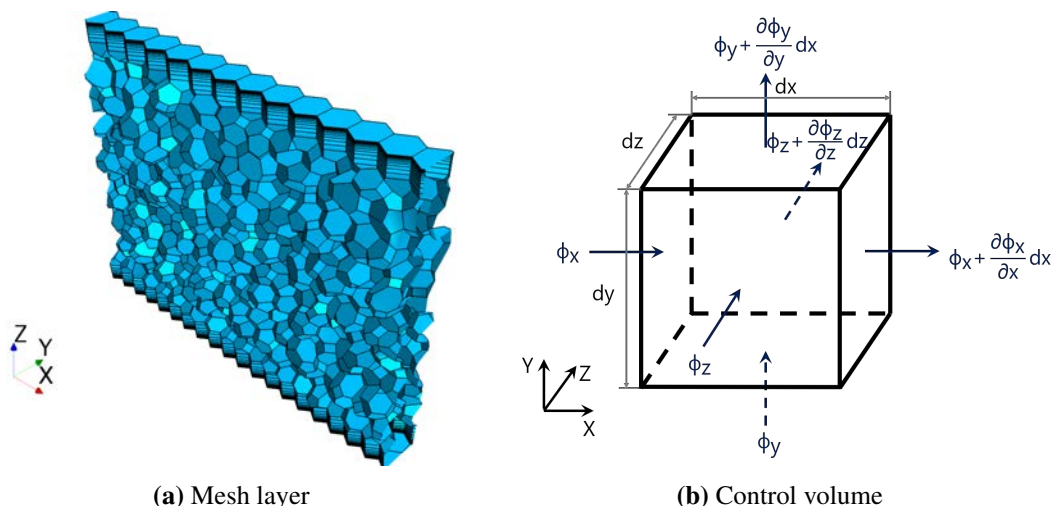 ϕy + ∂ϕy/∂y dx
dx
dz
ϕz + ∂ϕz/∂z dz
ϕx
ϕx + ∂ϕx/∂x dx
dy
ϕz
ϕy
Z
Y
X
Y
Z
X
(a) Mesh layer
(b) Control volume